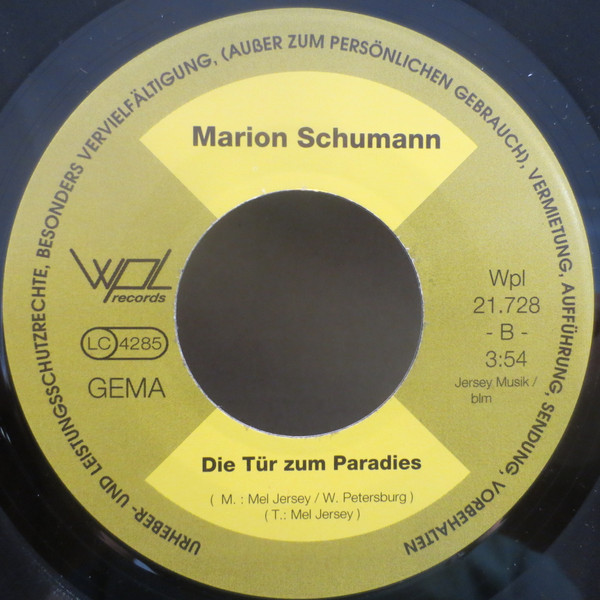 URHEBER- UND LEISTUNGSSCHUTZRECHTE, BESONDERS VERVIELFÄLTIGUNG, (AUßER ZUM PERSÖNLICHEN GEBRAUCH), VERMIETUNG, AUFFÜHRUNG, SENDUNG, VORBEHALTEN
Marion Schumann
wpl
records
LC 4285
GEMA
Wpl
21.728
- B -
3:54
Jersey Musik /
blm
Die Tür zum Paradies
( M. : Mel Jersey / W. Petersburg )
( T.: Mel Jersey )